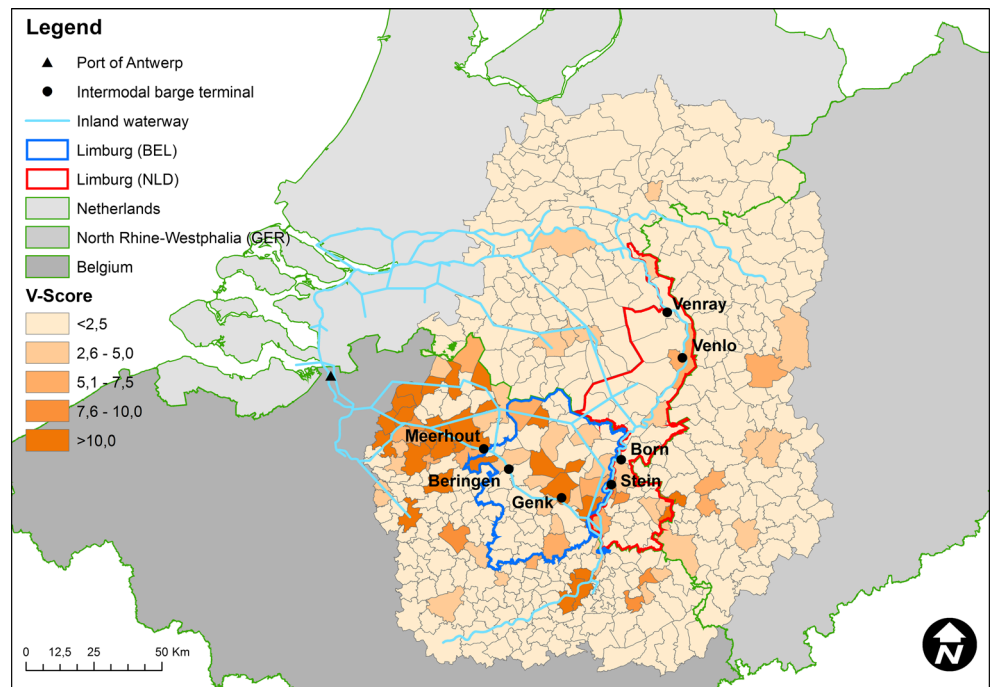 Legend
Port of Antwerp
Intermodal barge terminal
Inland waterway
Limburg (BEL)
Limburg (NLD)
Netherlands
North Rhine-Westphalia (GER)
Belgium
V-Score
<2,5
2,6 - 5,0
5,1 - 7,5
7,6 - 10,0
>10,0
Venray
Venlo
Meerhout
Born
Beringen
Stein
Genk
0 12,5 25 50 Km
N